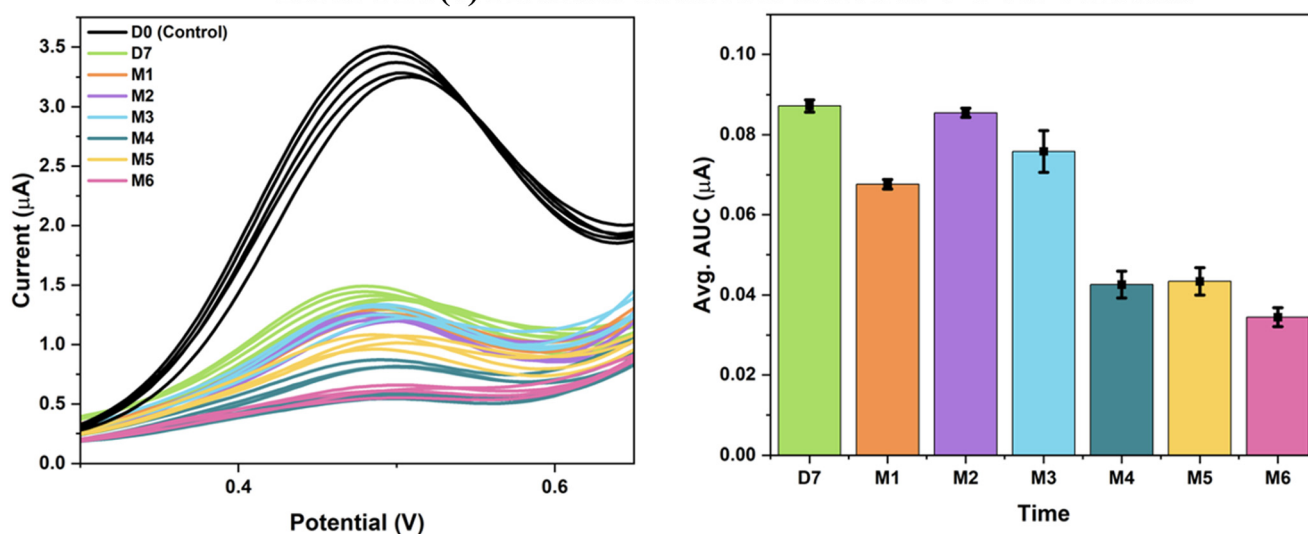 D0 (Control)
D7
M1
M2
M3
M4
M5
M6
3.5
3.0
2.5
2.0
1.5
1.0
0.5
0.0
Current (µA)
0.4
0.6
Potential (V)
0.10
0.08
0.06
0.04
0.02
0.00
Avg. AUC (µA)
D7
M1
M2
M3
M4
M5
M6
Time